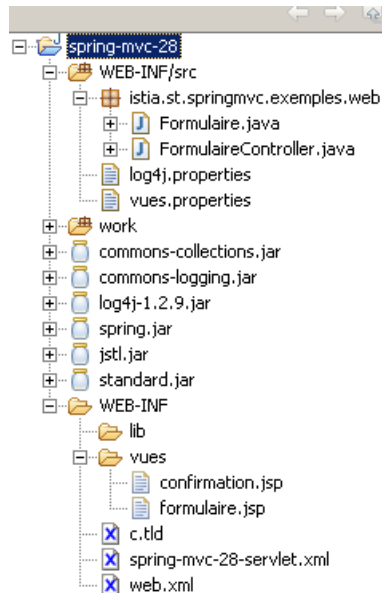 spring-mvc-28
WEB-INF/src
istia.st.springmvc.exemples.web
Formulaire.java
FormulaireController.java
log4j.properties
vues.properties
work
commons-collections.jar
commons-logging.jar
log4j-1.2.9.jar
spring.jar
jstl.jar
standard.jar
WEB-INF
lib
vues
confirmation.jsp
formulaire.jsp
c.tld
spring-mvc-28-servlet.xml
web.xml